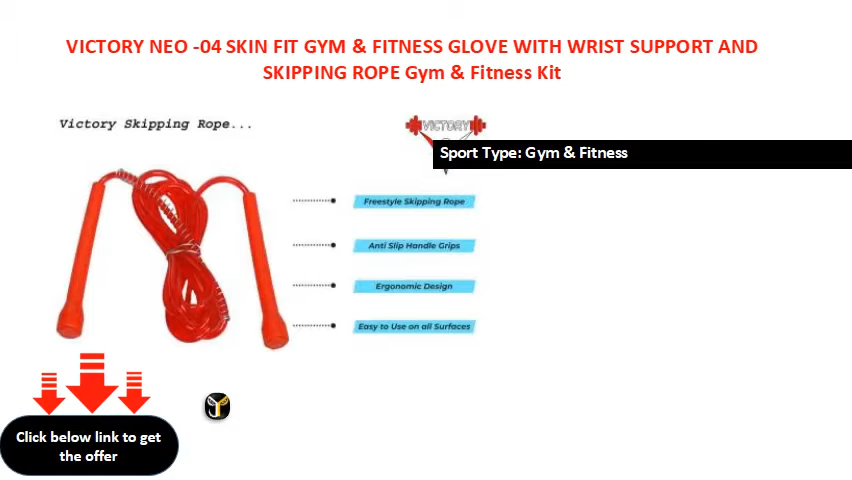 VICTORY NEO -04 SKIN FIT GYM & FITNESS GLOVE WITH WRIST SUPPORT AND
SKIPPING ROPE Gym & Fitness Kit
Victory Skipping Rope...
VICTORY
Sport Type: Gym & Fitness
Freestyle Skipping Rope
Anti Slip Handle Grips
Ergonomic Design
Easy to Use on all Surfaces
Click below link to get
the offer